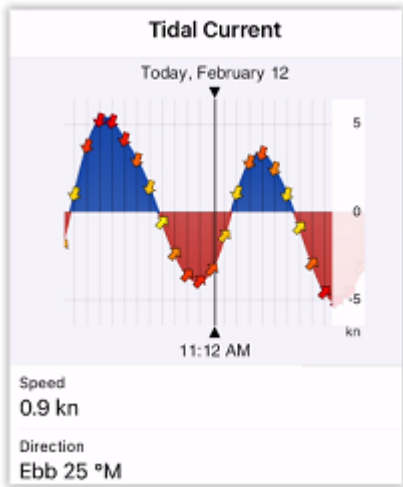 Tidal Current
Today, February 12
5
0
-5
kn
11:12 AM
Speed
0.9 kn
Direction
Ebb 25 °M